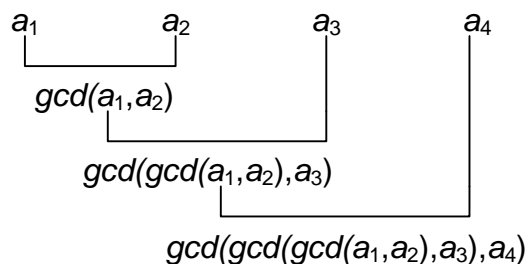 a₁ a₂ a₃ a₄
gcd(a₁,a₂)
gcd(gcd(a₁,a₂),a₃)
gcd(gcd(gcd(a₁,a₂),a₃),a₄)